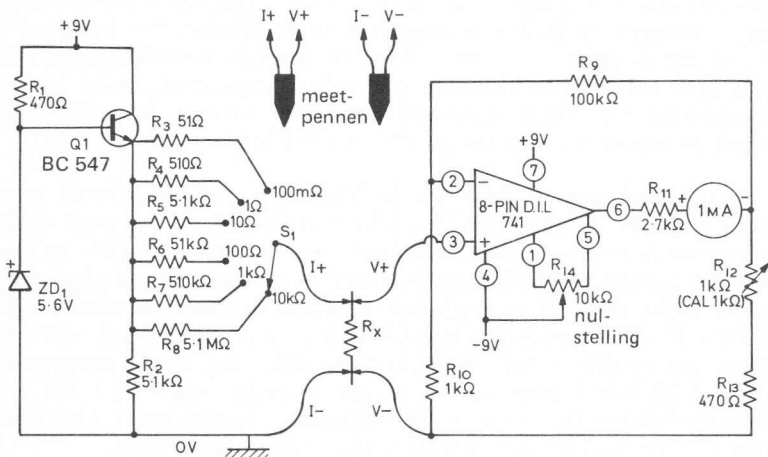 I+ V+ I– V–
+9V
R1
470Ω
Q1
BC 547
R3 51Ω
R4 510Ω
R5 5·1kΩ
R6 51kΩ
R7 510kΩ
R8 5·1MΩ
100mΩ
1Ω
10Ω
100Ω
1kΩ
10kΩ
S1
ZD1
5·6V
R2
5·1kΩ
0V
meet-
pennen
I+
V+
RX
I–
V–
R9
100kΩ
+9V
7
2 –
8-PIN D.I.L
741
3 +
6
R11
2·7kΩ
+ 1mA –
4
1
5
R14
10kΩ
nul-
stelling
-9V
R12
1kΩ
(CAL 1kΩ)
R10
1kΩ
R13
470Ω